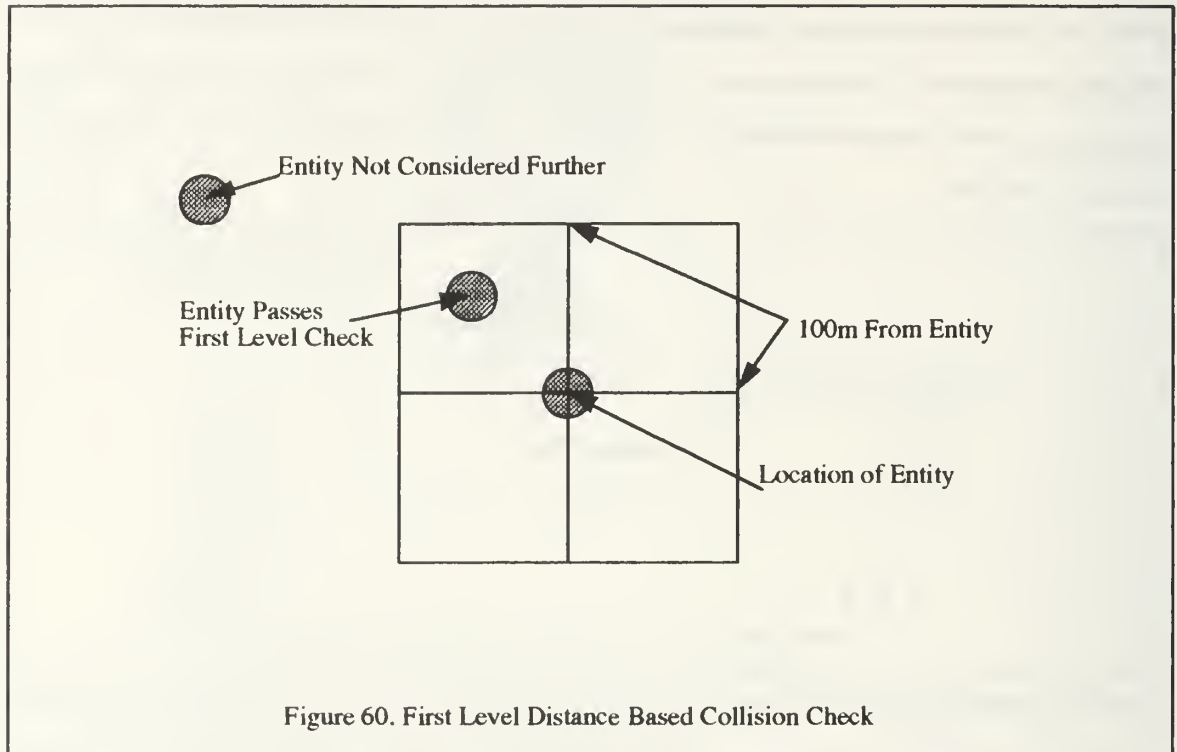 Entity Not Considered Further
Entity Passes
First Level Check
100m From Entity
Location of Entity
Figure 60. First Level Distance Based Collision Check